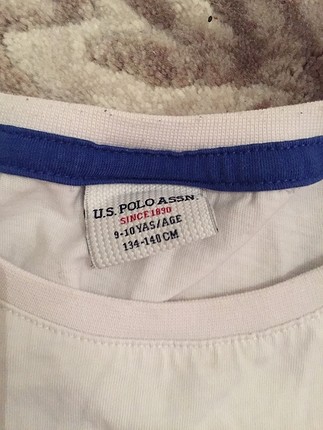 U.S. POLO ASSN.
SINCE 1890
9-10 YAS/AGE
134-140 CM